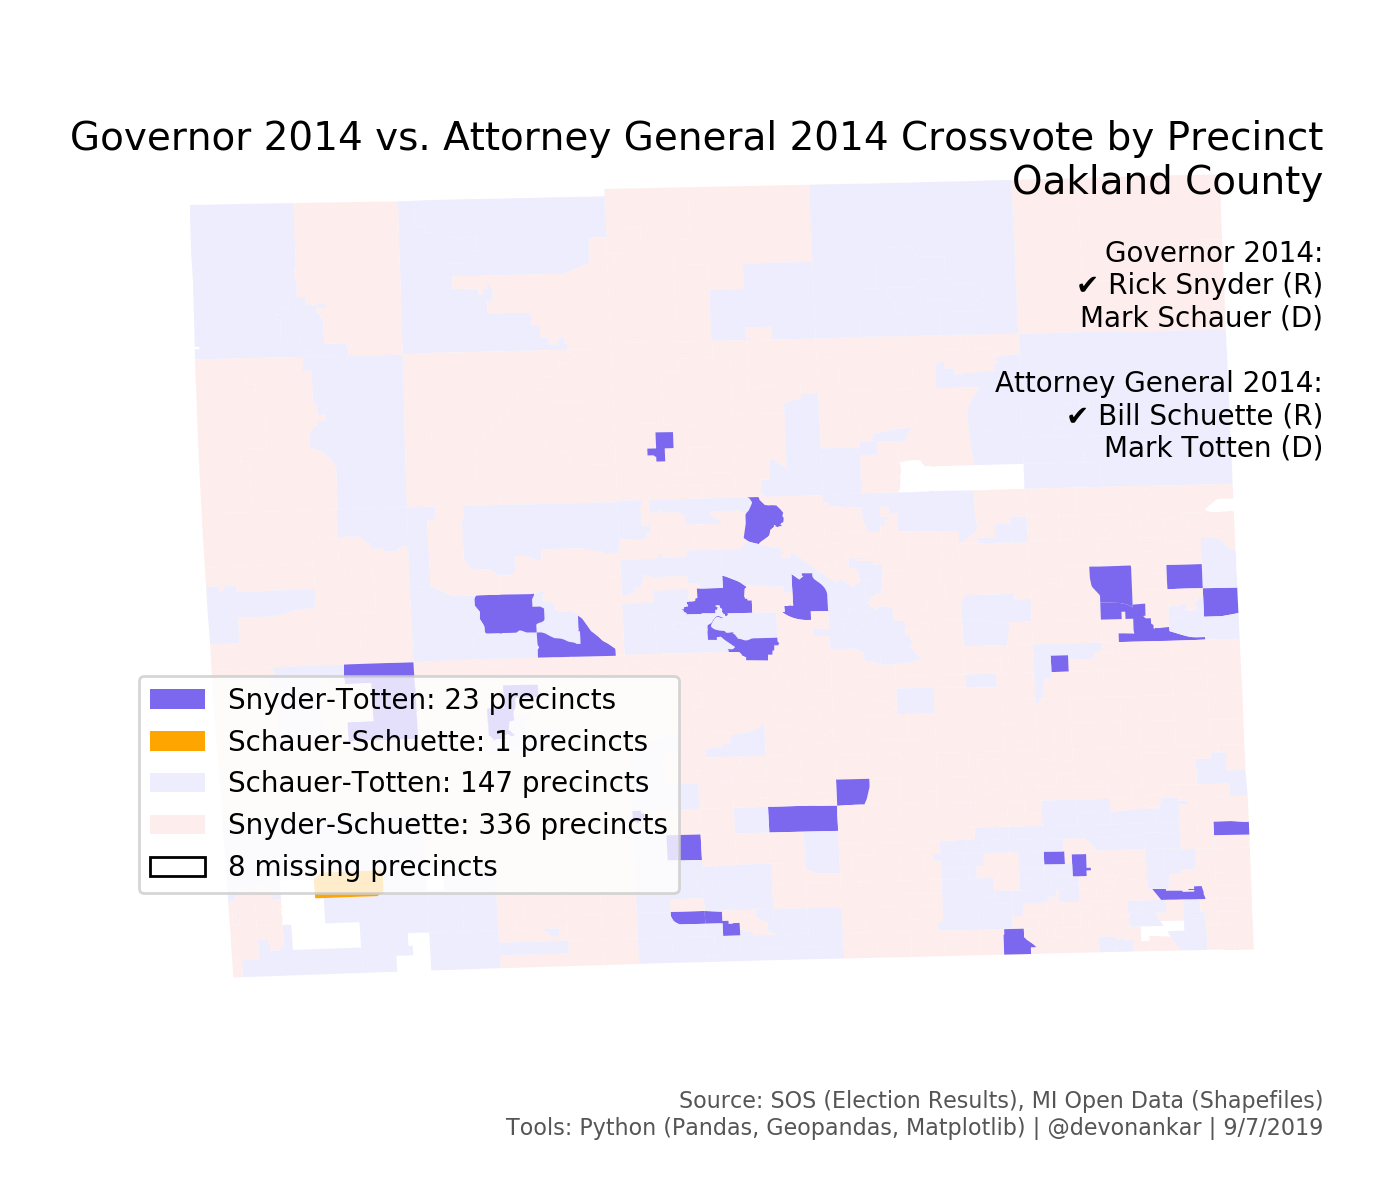 Governor 2014 vs. Attorney General 2014 Crossvote by Precinct
Oakland County
Governor 2014:
✔ Rick Snyder (R)
Mark Schauer (D)
Attorney General 2014:
✔ Bill Schuette (R)
Mark Totten (D)
Snyder-Totten: 23 precincts
Schauer-Schuette: 1 precincts
Schauer-Totten: 147 precincts
Snyder-Schuette: 336 precincts
8 missing precincts
Source: SOS (Election Results), MI Open Data (Shapefiles)
Tools: Python (Pandas, Geopandas, Matplotlib) | @devonankar | 9/7/2019